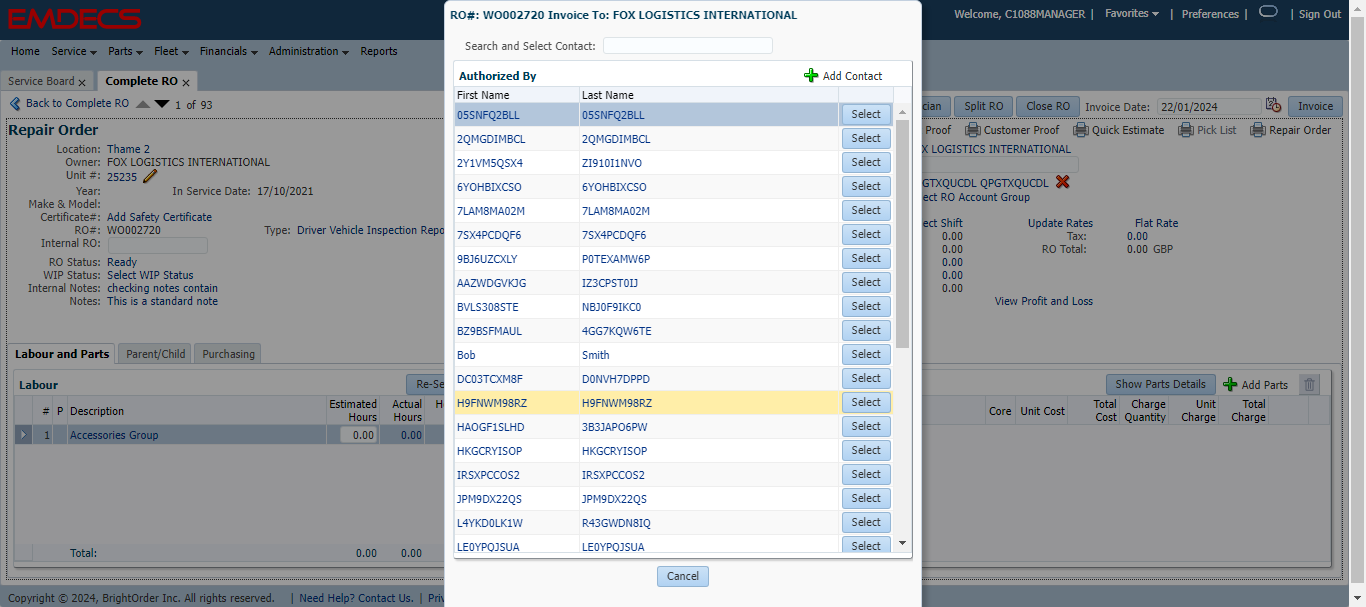 EMDECS
Welcome, C1088MANAGER | Favorites | Preferences | | Sign Out
Home Service Parts Fleet Financials Administration Reports
Service Board x Complete RO x
Back to Complete RO 1 of 93
Split RO Close RO Invoice Date: 22/01/2024 Invoice
Repair Order
Proof Customer Proof Quick Estimate Pick List Repair Order
Location: Thame 2
Owner: FOX LOGISTICS INTERNATIONAL
Unit #: 25235
Year: In Service Date: 17/10/2021
Make & Model:
Certificate#: Add Safety Certificate
RO#: WO002720 Type: Driver Vehicle Inspection Repo
Internal RO:
RO Status: Ready
WIP Status: Select WIP Status
Internal Notes: checking notes contain
Notes: This is a standard note
X LOGISTICS INTERNATIONAL
GTXQUCDL QPGTXQUCDL
ect RO Account Group
ect Shift Update Rates Flat Rate
0.00 Tax: 0.00
0.00 RO Total: 0.00 GBP
0.00
0.00
0.00
View Profit and Loss
Labour and Parts Parent/Child Purchasing
Labour Re-Se
# P Description Estimated Hours Actual Hours
1 Accessories Group 0.00 0.00
Total: 0.00 0.00
Show Parts Details Add Parts
Core Unit Cost Total Cost Charge Quantity Unit Charge Total Charge
RO#: WO002720 Invoice To: FOX LOGISTICS INTERNATIONAL
Search and Select Contact:
Authorized By Add Contact
First Name Last Name
05SNFQ2BLL 05SNFQ2BLL Select
2QMGDIMBCL 2QMGDIMBCL Select
2Y1VM5QSX4 ZI910I1NVO Select
6YOHBIXCSO 6YOHBIXCSO Select
7LAM8MA02M 7LAM8MA02M Select
7SX4PCDQF6 7SX4PCDQF6 Select
9BJ6UZCXLY P0TEXAMW6P Select
AAZWDGVKJG IZ3CPST0IJ Select
BVLS308STE NBJ0F9IKC0 Select
BZ9BSFMAUL 4GG7KQW6TE Select
Bob Smith Select
DC03TCXM8F D0NVH7DPPD Select
H9FNWM98RZ H9FNWM98RZ Select
HAOGF1SLHD 3B3JAPO6PW Select
HKGCRYISOP HKGCRYISOP Select
IRSXPCCOS2 IRSXPCCOS2 Select
JPM9DX22QS JPM9DX22QS Select
L4YKD0LK1W R43GWDN8IQ Select
LE0YPQJSUA LE0YPQJSUA Select
Cancel
Copyright © 2024, BrightOrder Inc. All rights reserved. | Need Help? Contact Us. | Priv